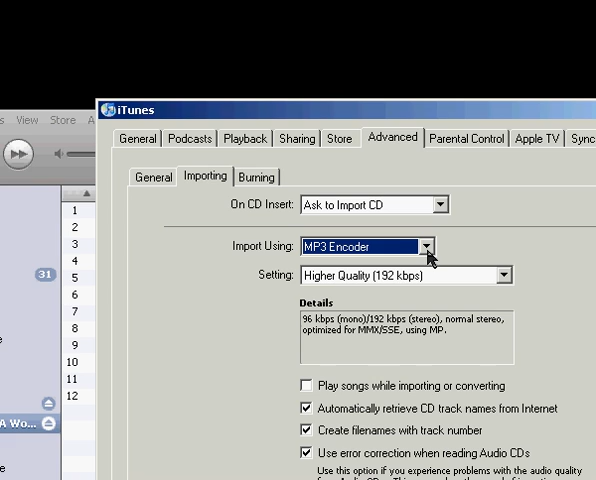 iTunes
View Store A
General Podcasts Playback Sharing Store Advanced Parental Control Apple TV Sync
General Importing Burning
On CD Insert: Ask to Import CD
Import Using: MP3 Encoder
Setting: Higher Quality (192 kbps)
Details
96 kbps (mono)/192 kbps (stereo), normal stereo,
optimized for MMX/SSE, using MP.
Play songs while importing or converting
Automatically retrieve CD track names from Internet
Create filenames with track number
Use error correction when reading Audio CDs
Use this option if you experience problems with the audio quality
1
2
3
4
5
6
7
8
9
10
11
12
31
A Wo...
e
e